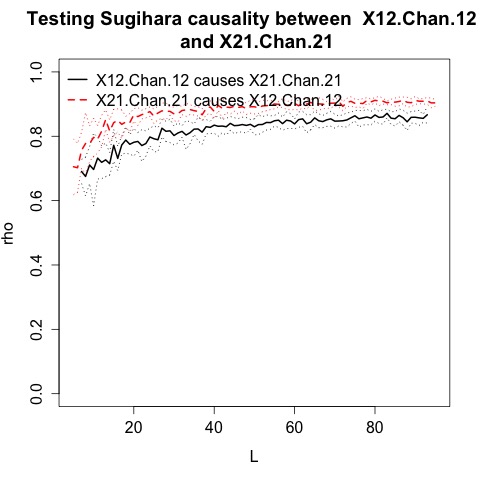 Testing Sugihara causality between  X12.Chan.12
and X21.Chan.21
X12.Chan.12 causes X21.Chan.21
X21.Chan.21 causes X12.Chan.12
1.0
0.8
0.6
0.4
0.2
0.0
rho
20 40 60 80
L